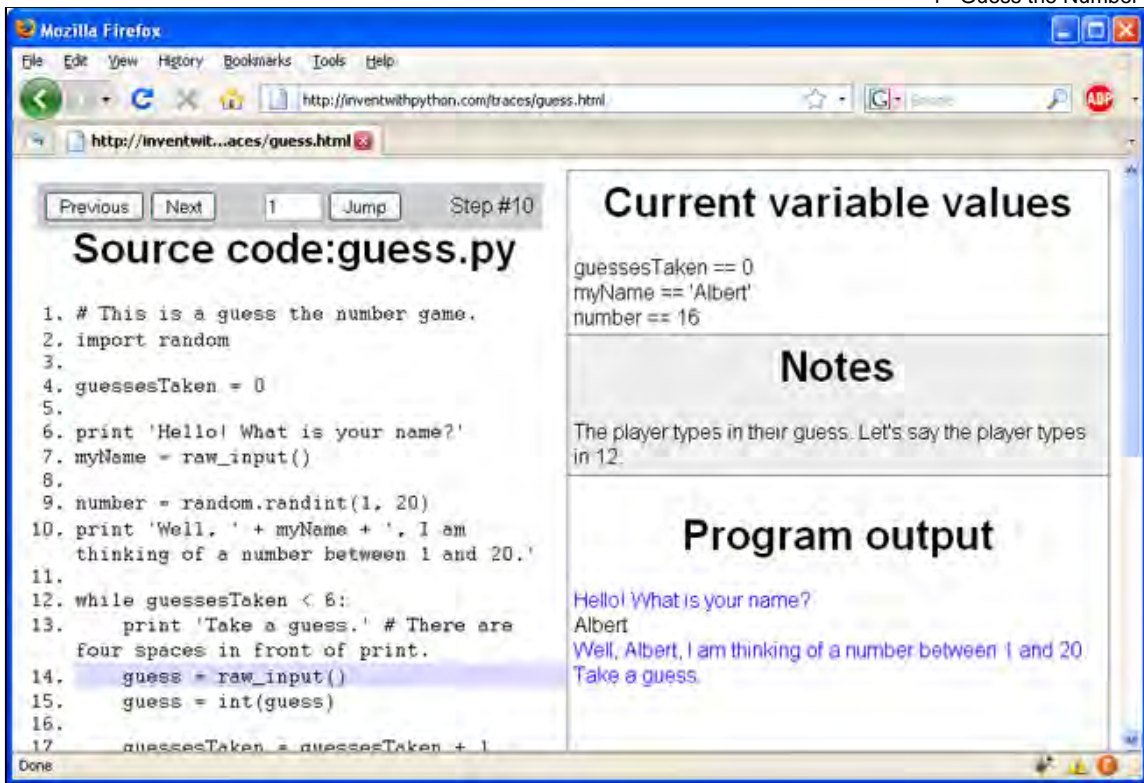 Mozilla Firefox
File Edit View History Bookmarks Tools Help
http://inventwithpython.com/traces/guess.html
G
ABP
http://inventwit...aces/guess.html
Previous Next 1 Jump Step #10
Source code:guess.py
1. # This is a guess the number game.
2. import random
3.
4. guessesTaken = 0
5.
6. print 'Hello! What is your name?'
7. myName = raw_input()
8.
9. number = random.randint(1, 20)
10. print 'Well, ' + myName + ', I am
thinking of a number between 1 and 20.'
11.
12. while guessesTaken < 6:
13. print 'Take a guess.' # There are
four spaces in front of print.
14. guess = raw_input()
15. guess = int(guess)
16.
17 guessesTaken = guessesTaken + 1
Current variable values
guessesTaken == 0
myName == 'Albert'
number == 16
Notes
The player types in their guess. Let's say the player types
in 12.
Program output
Hello! What is your name?
Albert
Well, Albert, I am thinking of a number between 1 and 20
Take a guess.
Done